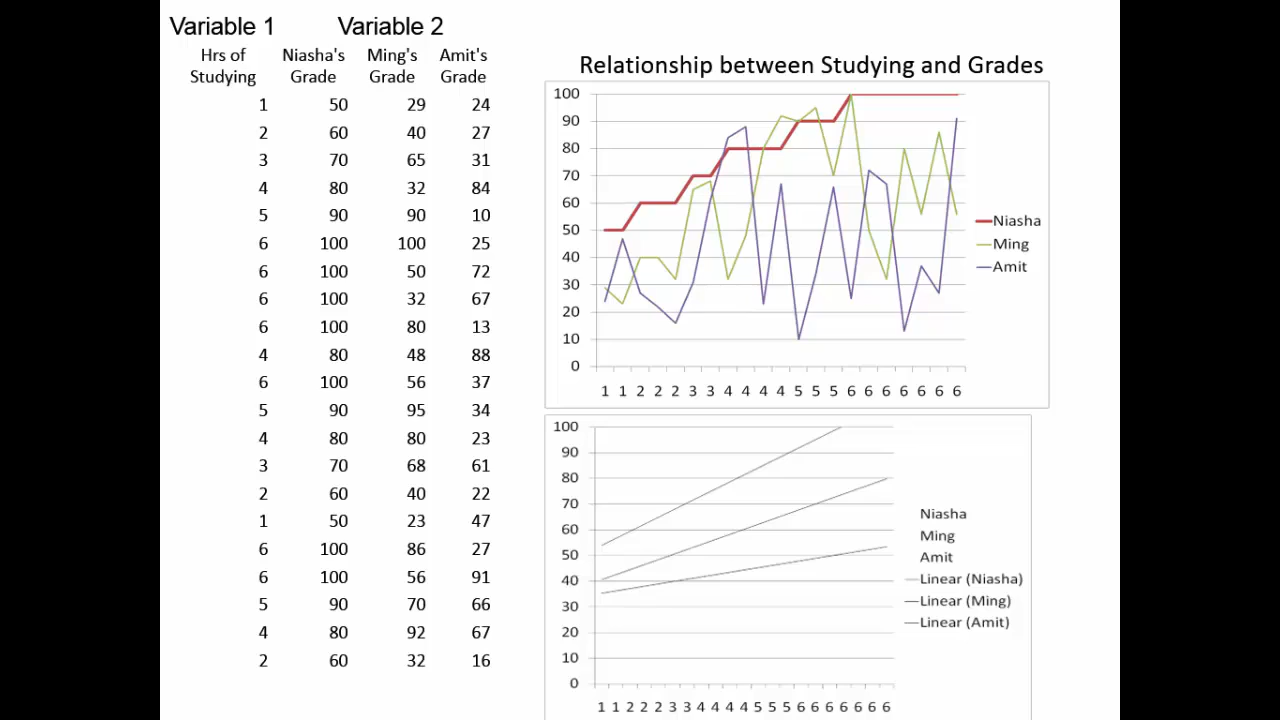 Variable 1 Variable 2
Hrs of Studying Niasha's Grade Ming's Grade Amit's Grade
1 50 29 24
2 60 40 27
3 70 65 31
4 80 32 84
5 90 90 10
6 100 100 25
6 100 50 72
6 100 32 67
6 100 80 13
4 80 48 88
6 100 56 37
5 90 95 34
4 80 80 23
3 70 68 61
2 60 40 22
1 50 23 47
6 100 86 27
6 100 56 91
5 90 70 66
4 80 92 67
2 60 32 16
Relationship between Studying and Grades
100
90
80
70
60
50
40
30
20
10
0
1 1 2 2 2 3 3 4 4 4 4 5 5 5 6 6 6 6 6 6 6
Niasha
Ming
Amit
100
90
80
70
60
50
40
30
20
10
0
1 1 2 2 2 3 3 4 4 4 4 5 5 5 6 6 6 6 6 6 6
Niasha
Ming
Amit
Linear (Niasha)
Linear (Ming)
Linear (Amit)